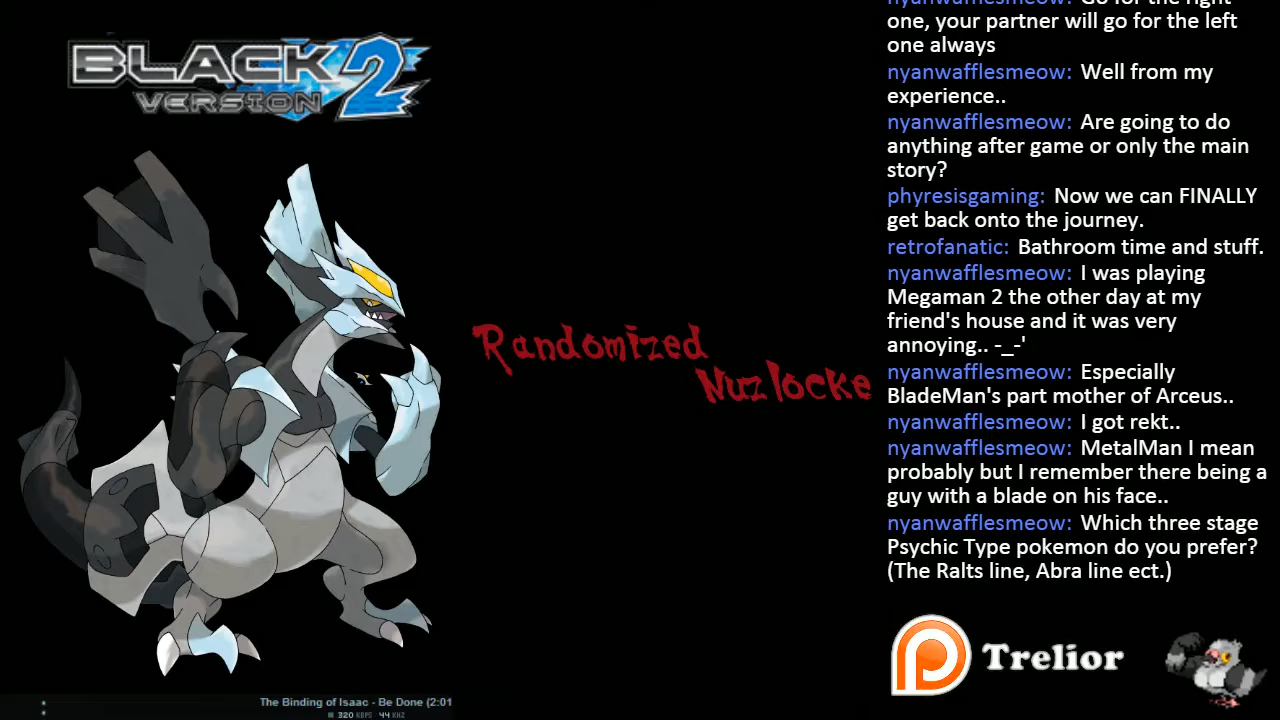 BLACK 2
VERSION
Randomized
Nuzlocke
one, your partner will go for the left
one always
nyanwafflesmeow: Well from my
experience..
nyanwafflesmeow: Are going to do
anything after game or only the main
story?
phyresisgaming: Now we can FINALLY
get back onto the journey.
retrofanatic: Bathroom time and stuff.
nyanwafflesmeow: I was playing
Megaman 2 the other day at my
friend's house and it was very
annoying.. -_-'
nyanwafflesmeow: Especially
BladeMan's part mother of Arceus..
nyanwafflesmeow: I got rekt..
nyanwafflesmeow: MetalMan I mean
probably but I remember there being a
guy with a blade on his face..
nyanwafflesmeow: Which three stage
Psychic Type pokemon do you prefer?
(The Ralts line, Abra line ect.)
Trelior
The Binding of Isaac - Be Done (2:01
320 KBPS 44 KHZ